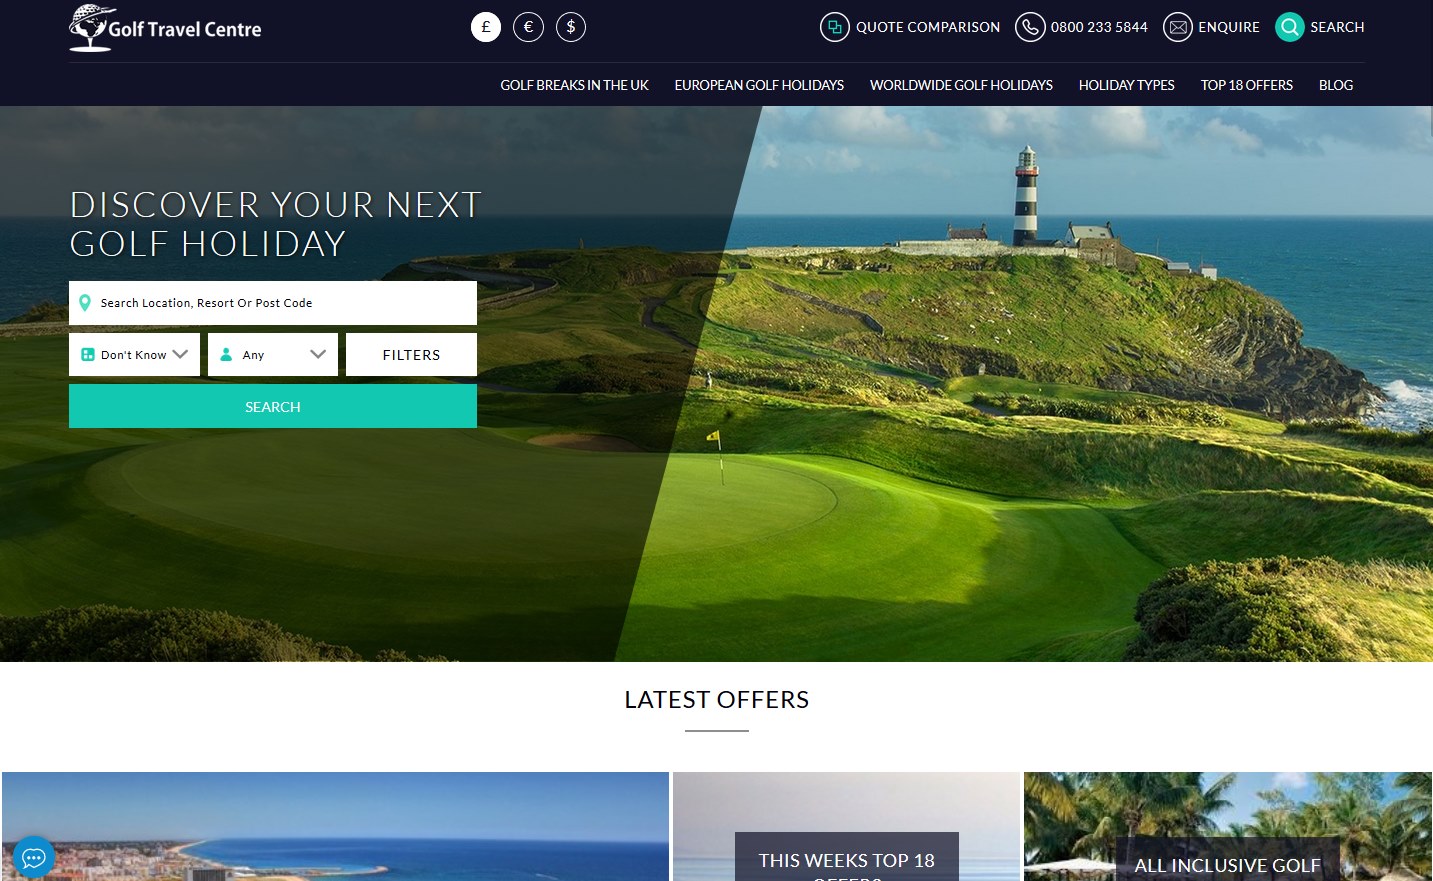 Golf Travel Centre
£ € $
QUOTE COMPARISON 0800 233 5844 ENQUIRE SEARCH
GOLF BREAKS IN THE UK EUROPEAN GOLF HOLIDAYS WORLDWIDE GOLF HOLIDAYS HOLIDAY TYPES TOP 18 OFFERS BLOG
DISCOVER YOUR NEXT
GOLF HOLIDAY
Search Location, Resort Or Post Code
Don't Know Any FILTERS
SEARCH
LATEST OFFERS
THIS WEEKS TOP 18
OFFERS
ALL INCLUSIVE GOLF